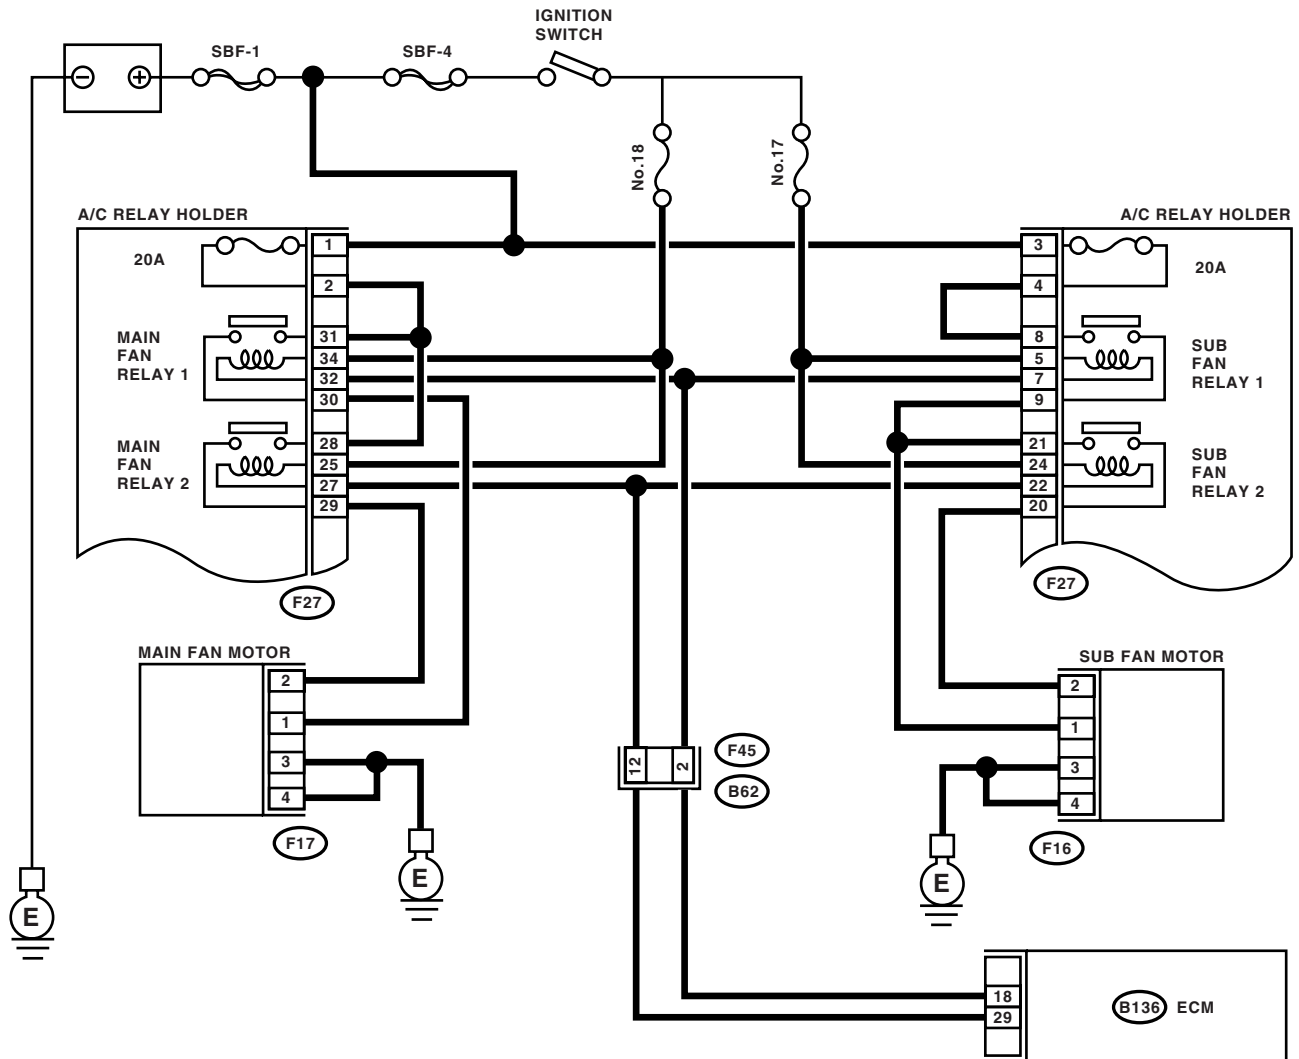 IGNITION
SWITCH
SBF-1
SBF-4
−
+
No.18
No.17
A/C RELAY HOLDER
A/C RELAY HOLDER
1
3
20A
20A
2
4
MAIN
FAN
RELAY 1
31
34
32
30
8
5
7
9
SUB
FAN
RELAY 1
MAIN
FAN
RELAY 2
28
25
27
29
21
24
22
20
SUB
FAN
RELAY 2
F27
F27
MAIN FAN MOTOR
2
1
3
4
F17
E
E
12
2
F45
B62
SUB FAN MOTOR
2
1
3
4
F16
E
18
29
B136 ECM